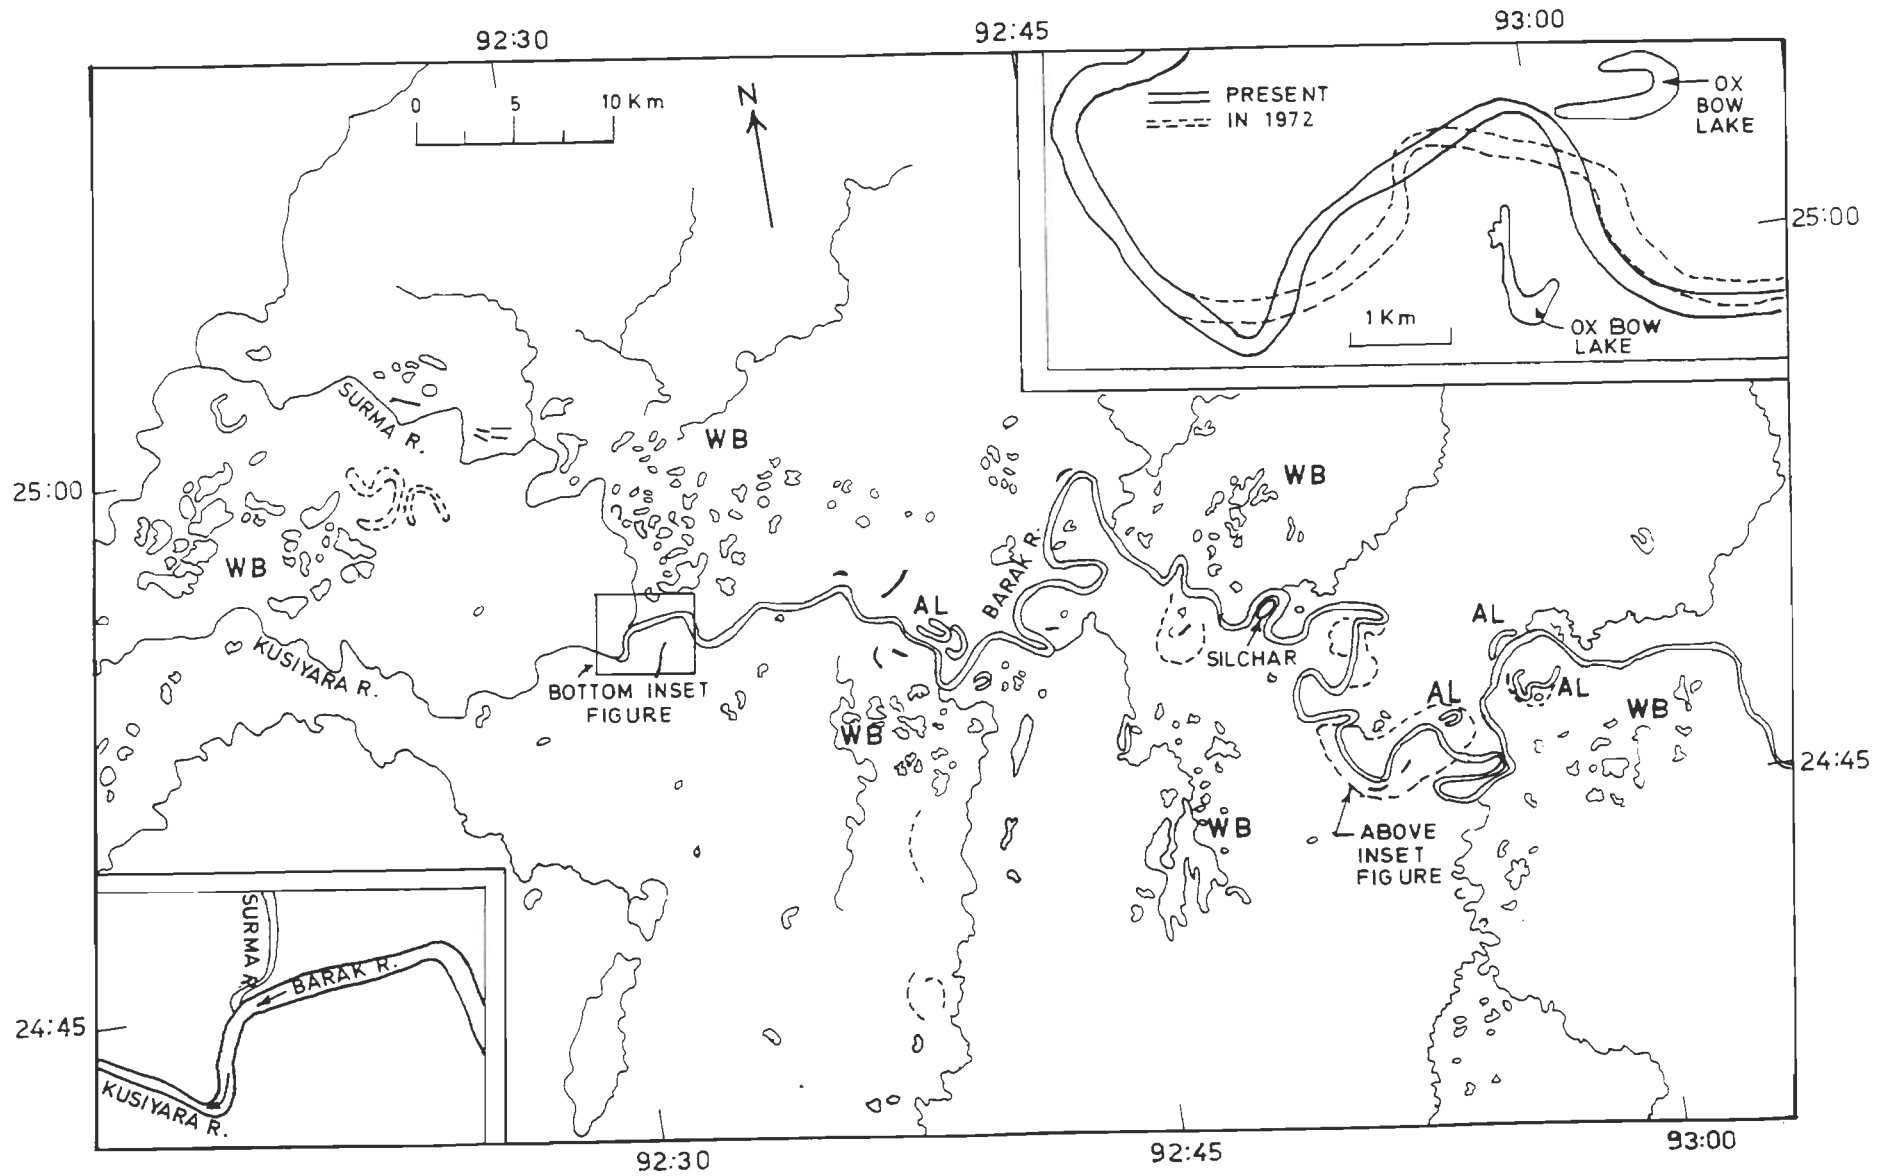 92:30
92:45
93:00
0 5 10 Km
N
PRESENT
IN 1972
OX
BOW
LAKE
25:00
1 Km
OX BOW
LAKE
SURMA R.
WB
WB
25:00
WB
BARAK R.
AL
AL
KUSIYARA R.
SILCHAR
BOTTOM INSET
FIGURE
AL
AL
WB
WB
24:45
WB
ABOVE
INSET
FIGURE
SURMA R.
BARAK R.
24:45
KUSIYARA R.
92:30
92:45
93:00